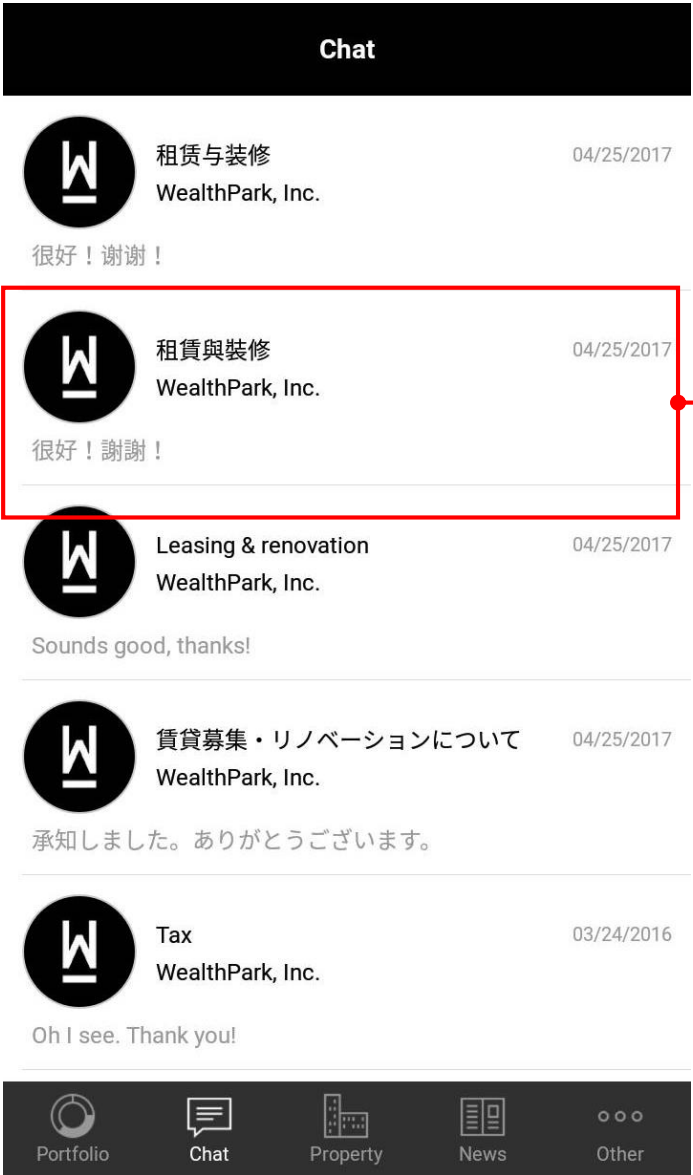 Chat
租赁与装修
04/25/2017
WealthPark, Inc.
很好！谢谢！
租賃與裝修
04/25/2017
WealthPark, Inc.
很好！謝謝！
Leasing & renovation
04/25/2017
WealthPark, Inc.
Sounds good, thanks!
賃貸募集・リノベーションについて
04/25/2017
WealthPark, Inc.
承知しました。ありがとうございます。
Tax
03/24/2016
WealthPark, Inc.
Oh I see. Thank you!
Portfolio
Chat
Property
News
Other